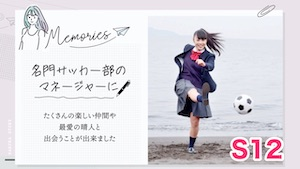 Memories
名門サッカー部の
マネージャーに
たくさんの楽しい仲間や
最愛の晴人と
出会うことが出来ました
S12